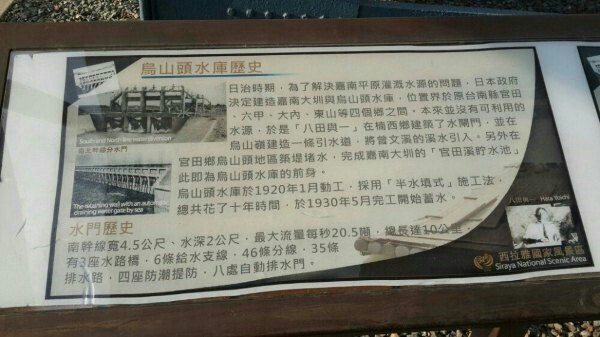 烏山頭水庫歷史
日治時期,為了解決嘉南平原灌溉水源的問題,日本政府
決定建造嘉南大圳與烏山頭水庫,位置界於原台南縣官田
、六甲、大內、東山等四個鄉之間。本來並沒有可利用的
水源,於是「八田與一」在楠西鄉建築了水閘門,並在
烏山嶺建造一條引水道,將曾文溪的溪水引入。另外在
官田鄉烏山頭地區築堤堵水,完成嘉南大圳的「官田溪貯水池」
此即為烏山頭水庫的前身。
烏山頭水庫於1920年1月動工,採用「半水填式」施工法,
總共花了十年時間,於1930年5月完工開始蓄水。
South and North line water diversion
南北幹線分水門
The retaining wall with an automatic
draining water gate by sea
水門歷史
南幹線寬4.5公尺、水深2公尺,最大流量每秒20.5噸,總長達10公里,
有3座水路橋,6條給水支線,46條分線,35條
排水路,四座防潮提防,八處自動排水門。
八田與一 Hata Yoichi
西拉雅國家風景區
Siraya National Scenic Area